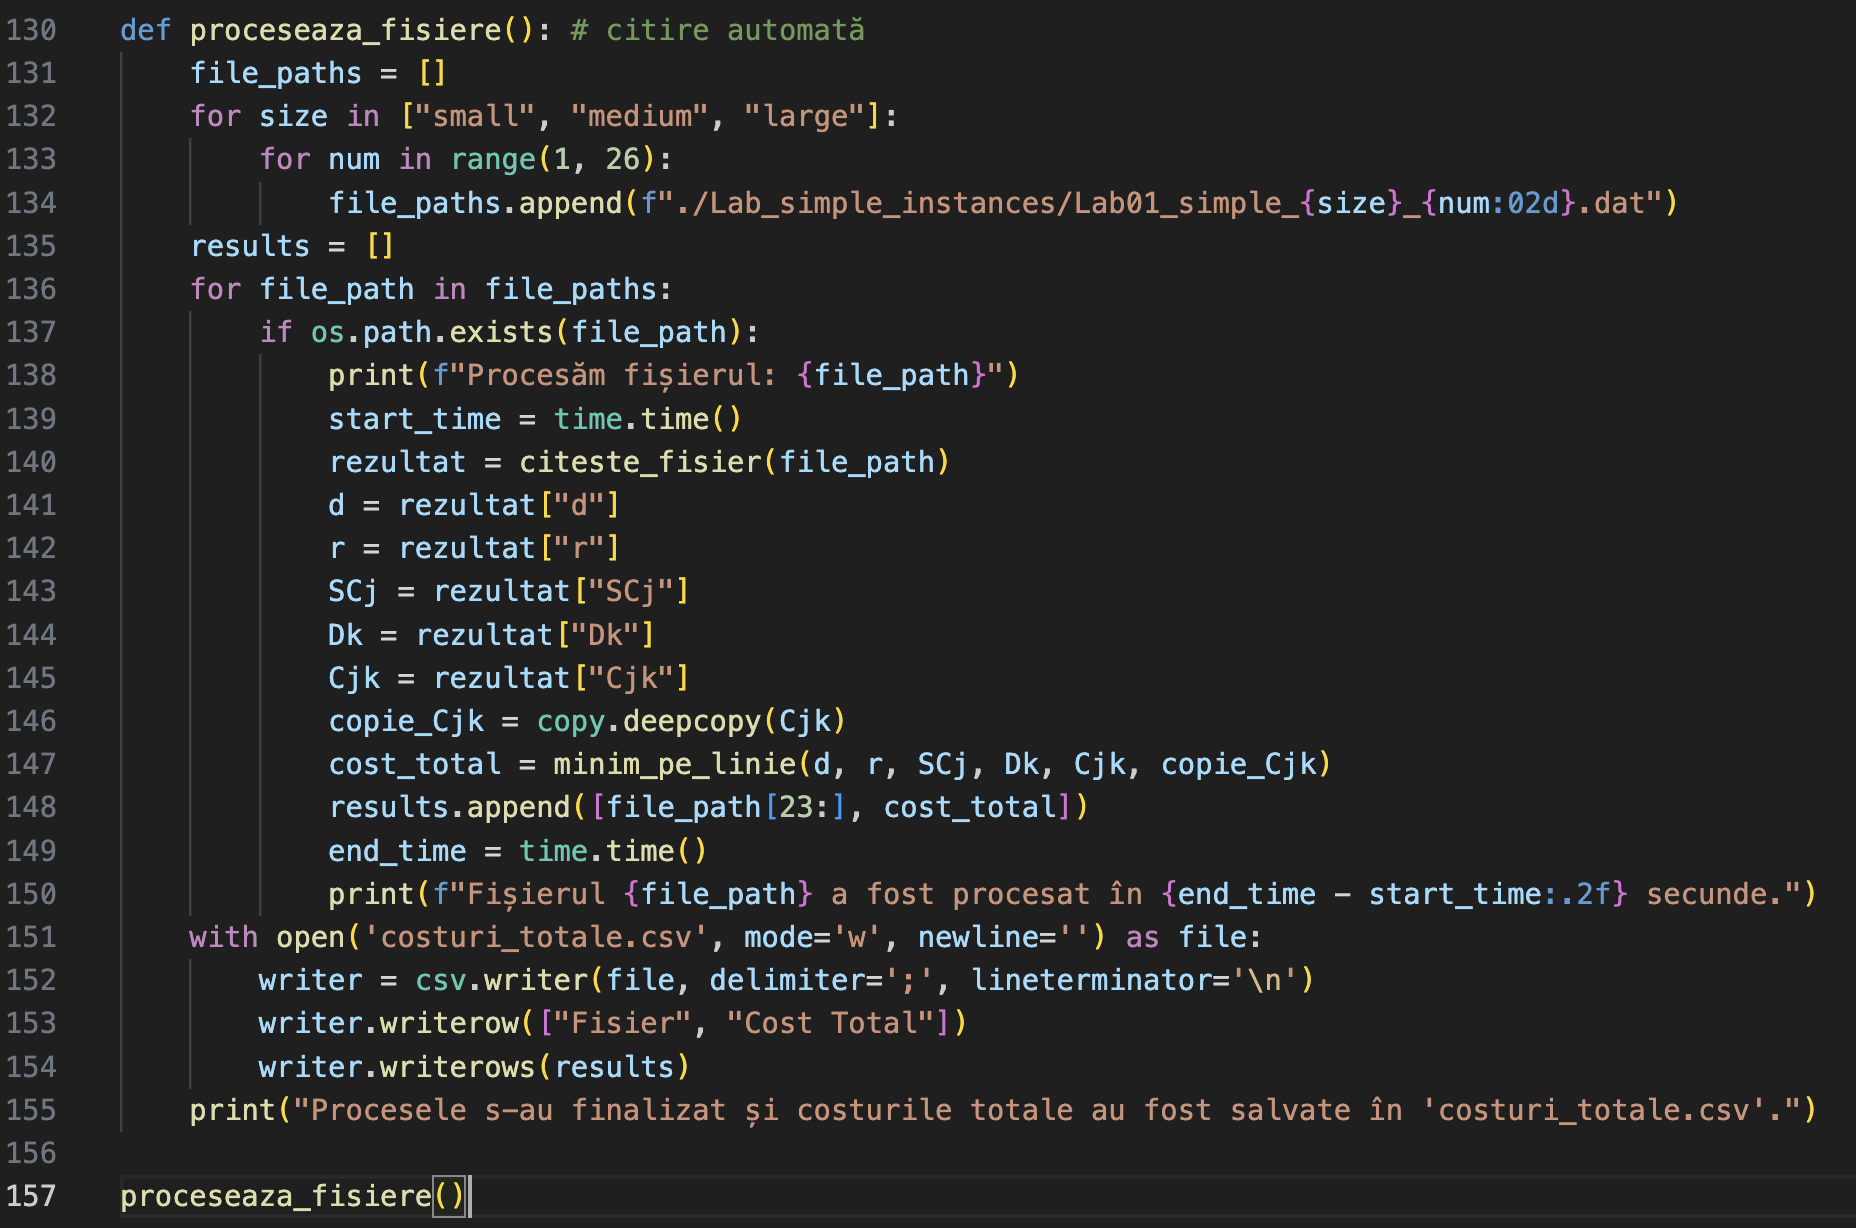 130 def proceseaza_fisiere(): # citire automată
131     file_paths = []
132     for size in ["small", "medium", "large"]:
133         for num in range(1, 26):
134             file_paths.append(f"./Lab_simple_instances/Lab01_simple_{size}_{num:02d}.dat")
135     results = []
136     for file_path in file_paths:
137         if os.path.exists(file_path):
138             print(f"Procesăm fișierul: {file_path}")
139             start_time = time.time()
140             rezultat = citeste_fisier(file_path)
141             d = rezultat["d"]
142             r = rezultat["r"]
143             SCj = rezultat["SCj"]
144             Dk = rezultat["Dk"]
145             Cjk = rezultat["Cjk"]
146             copie_Cjk = copy.deepcopy(Cjk)
147             cost_total = minim_pe_linie(d, r, SCj, Dk, Cjk, copie_Cjk)
148             results.append([file_path[23:], cost_total])
149             end_time = time.time()
150             print(f"Fișierul {file_path} a fost procesat în {end_time - start_time:.2f} secunde.")
151     with open('costuri_totale.csv', mode='w', newline='') as file:
152         writer = csv.writer(file, delimiter=';', lineterminator='\n')
153         writer.writerow(["Fisier", "Cost Total"])
154         writer.writerows(results)
155     print("Procesele s-au finalizat și costurile totale au fost salvate în 'costuri_totale.csv'.")
156
157 proceseaza_fisiere()